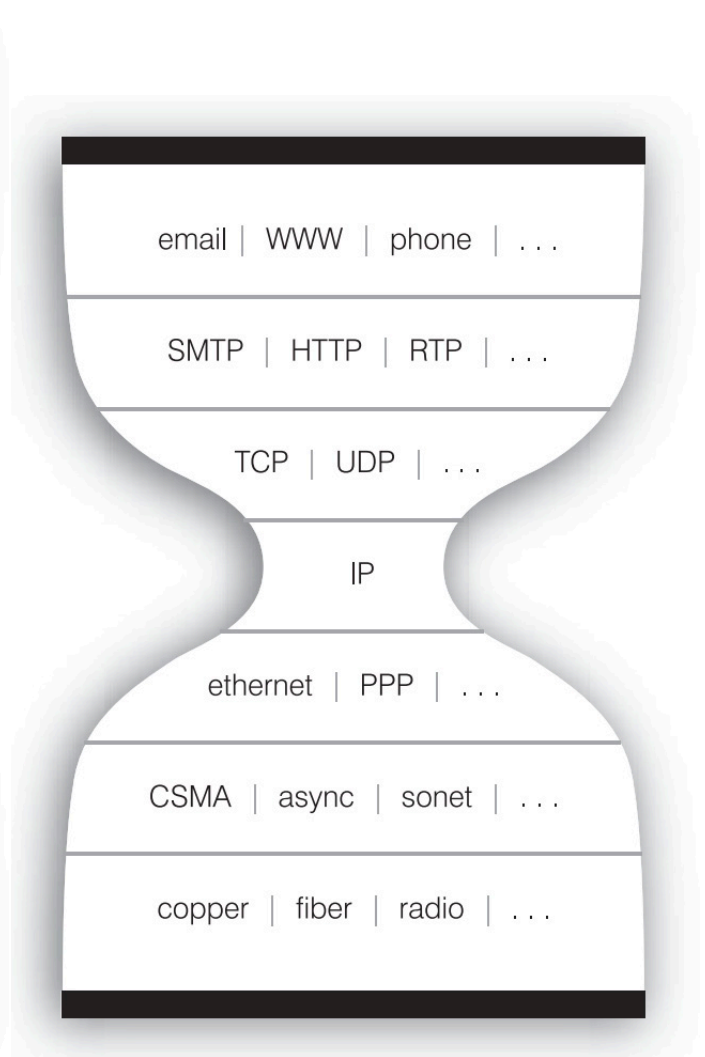 email | WWW | phone | . . .
SMTP | HTTP | RTP | . . .
TCP | UDP | . . .
IP
ethernet | PPP | . . .
CSMA | async | sonet | . . .
copper | fiber | radio | . . .